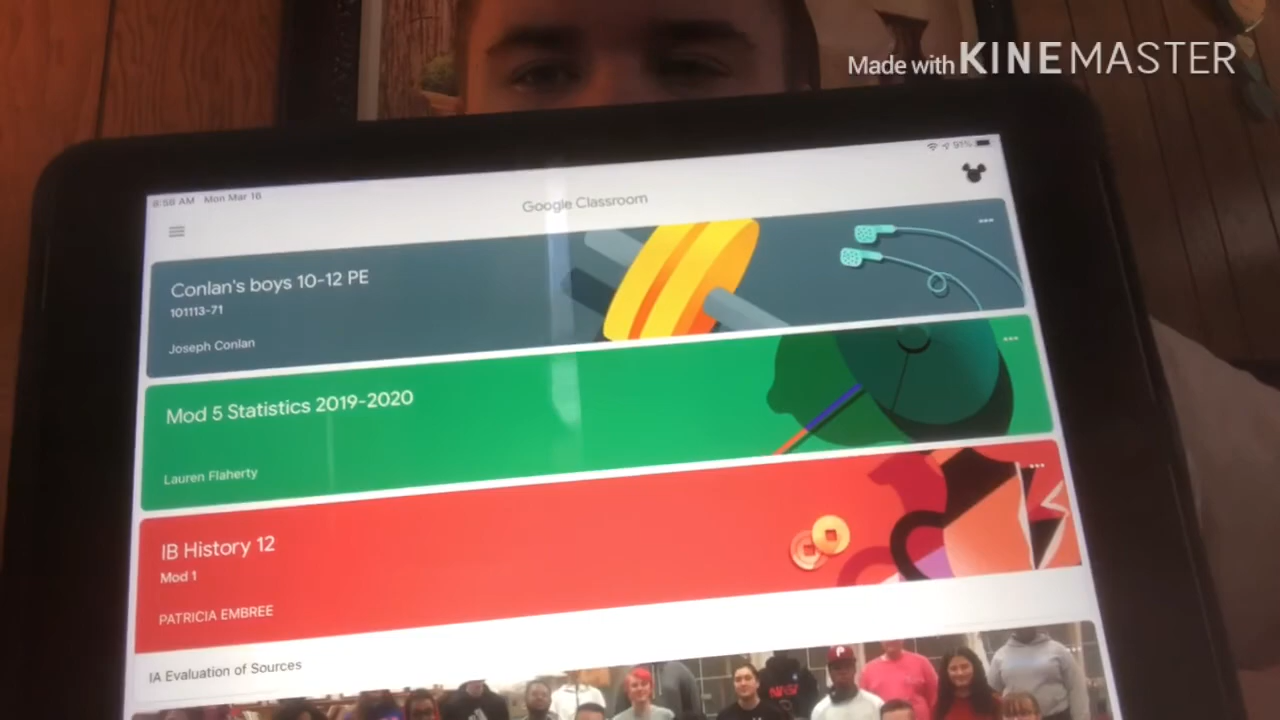 Made with KINEMASTER
8:58 AM Mon Mar 16
91%
Google Classroom
Conlan's boys 10-12 PE
101113-71
Joseph Conlan
Mod 5 Statistics 2019-2020
Lauren Flaherty
IB History 12
Mod 1
PATRICIA EMBREE
IA Evaluation of Sources